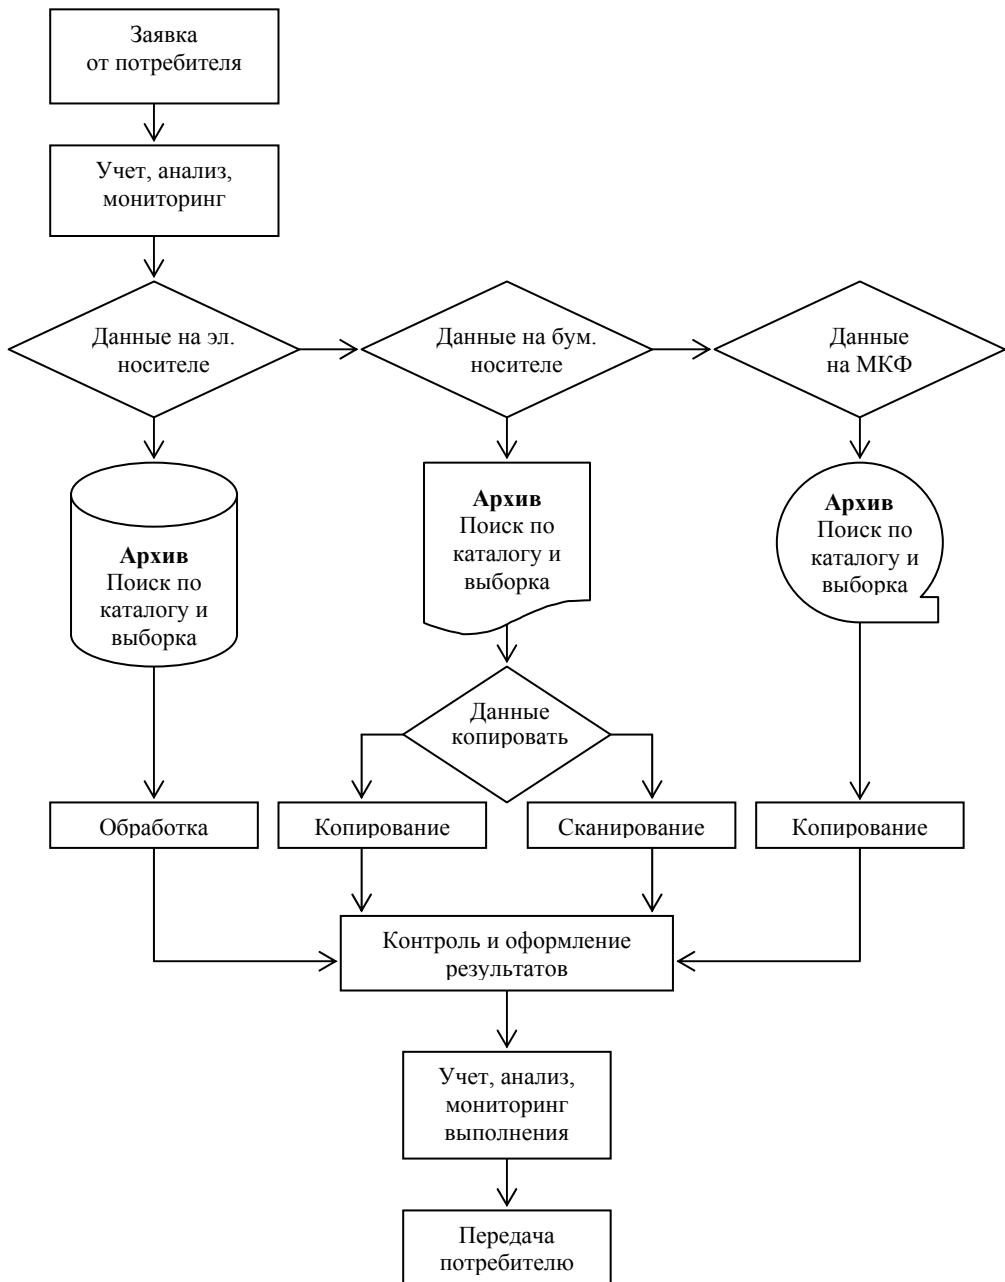 Заявка
от потребителя
Учет, анализ,
мониторинг
Данные на эл.
носителе
Данные на бум.
носителе
Данные
на МКФ
Архив
Поиск по
каталогу и
выборка
Архив
Поиск по
каталогу и
выборка
Архив
Поиск по
каталогу и
выборка
Данные
копировать
Обработка
Копирование
Сканирование
Копирование
Контроль и оформление
результатов
Учет, анализ,
мониторинг
выполнения
Передача
потребителю